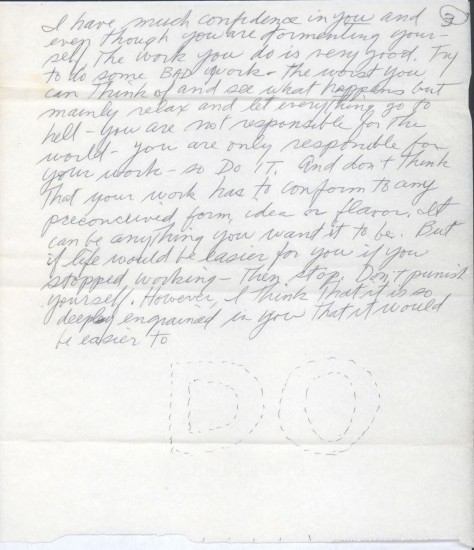 3
I have much confidence in you and
even though you are tormenting your-
self, the work you do is very good. Try
to do some BAD work - the worst you
can think of and see what happens but
mainly relax and let everything go to
hell - you are not responsible for the
world - you are only responsible for
your work - so DO IT. And don't think
that your work has to conform to any
preconceived form, idea or flavor. It
can be anything you want it to be. But
if life would be easier for you if you
stopped working - then stop. Don't punish
yourself. However, I think that it is so
deeply engrained in you that it would
be easier to
DO